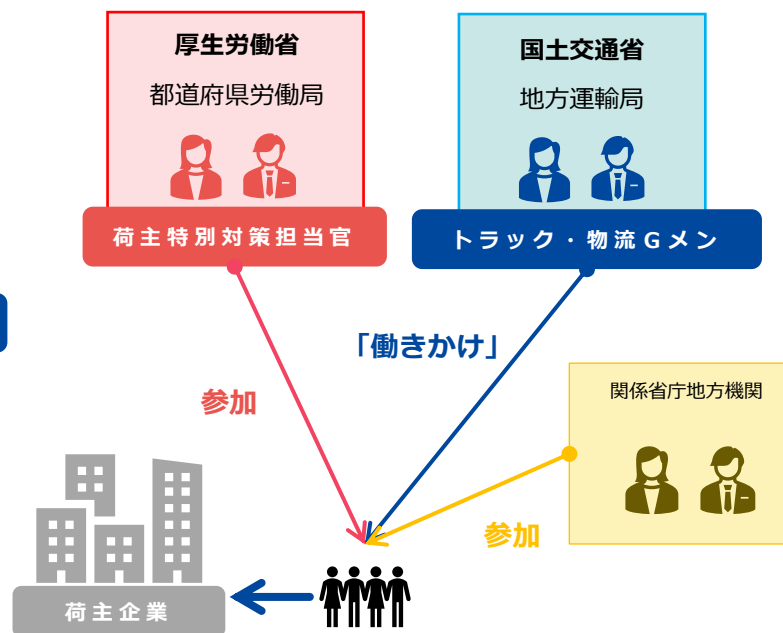 厚生労働省
都道府県労働局
荷主特別対策担当官
国土交通省
地方運輸局
トラック・物流Gメン
「働きかけ」
参加
関係省庁地方機関
参加
荷主企業